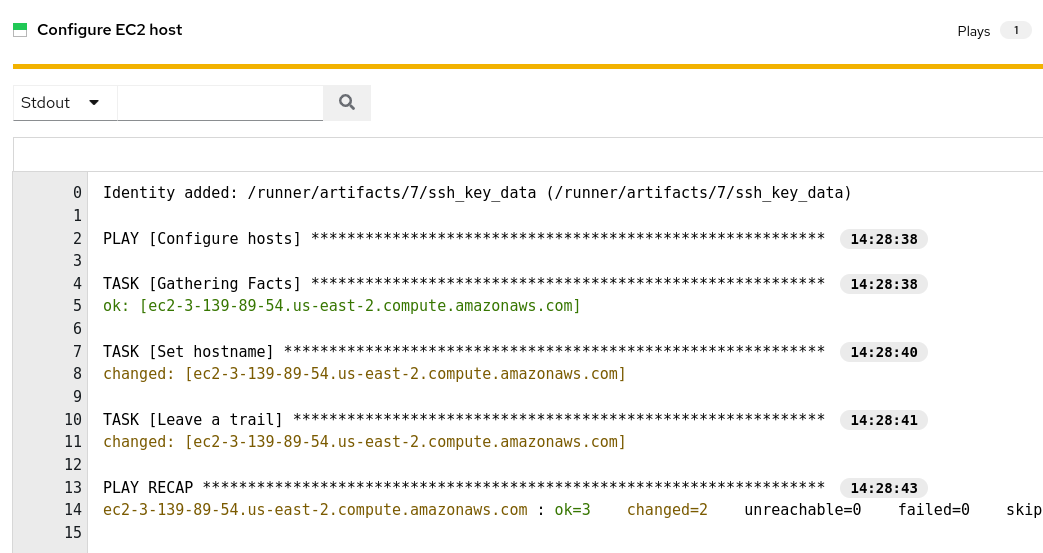 Configure EC2 host
Plays 1
Stdout
0 Identity added: /runner/artifacts/7/ssh_key_data (/runner/artifacts/7/ssh_key_data)
1
2 PLAY [Configure hosts] ********************************************************* 14:28:38
3
4 TASK [Gathering Facts] ********************************************************* 14:28:38
5 ok: [ec2-3-139-89-54.us-east-2.compute.amazonaws.com]
6
7 TASK [Set hostname] ************************************************************ 14:28:40
8 changed: [ec2-3-139-89-54.us-east-2.compute.amazonaws.com]
9
10 TASK [Leave a trail] *********************************************************** 14:28:41
11 changed: [ec2-3-139-89-54.us-east-2.compute.amazonaws.com]
12
13 PLAY RECAP ********************************************************************* 14:28:43
14 ec2-3-139-89-54.us-east-2.compute.amazonaws.com : ok=3    changed=2    unreachable=0    failed=0    skip
15